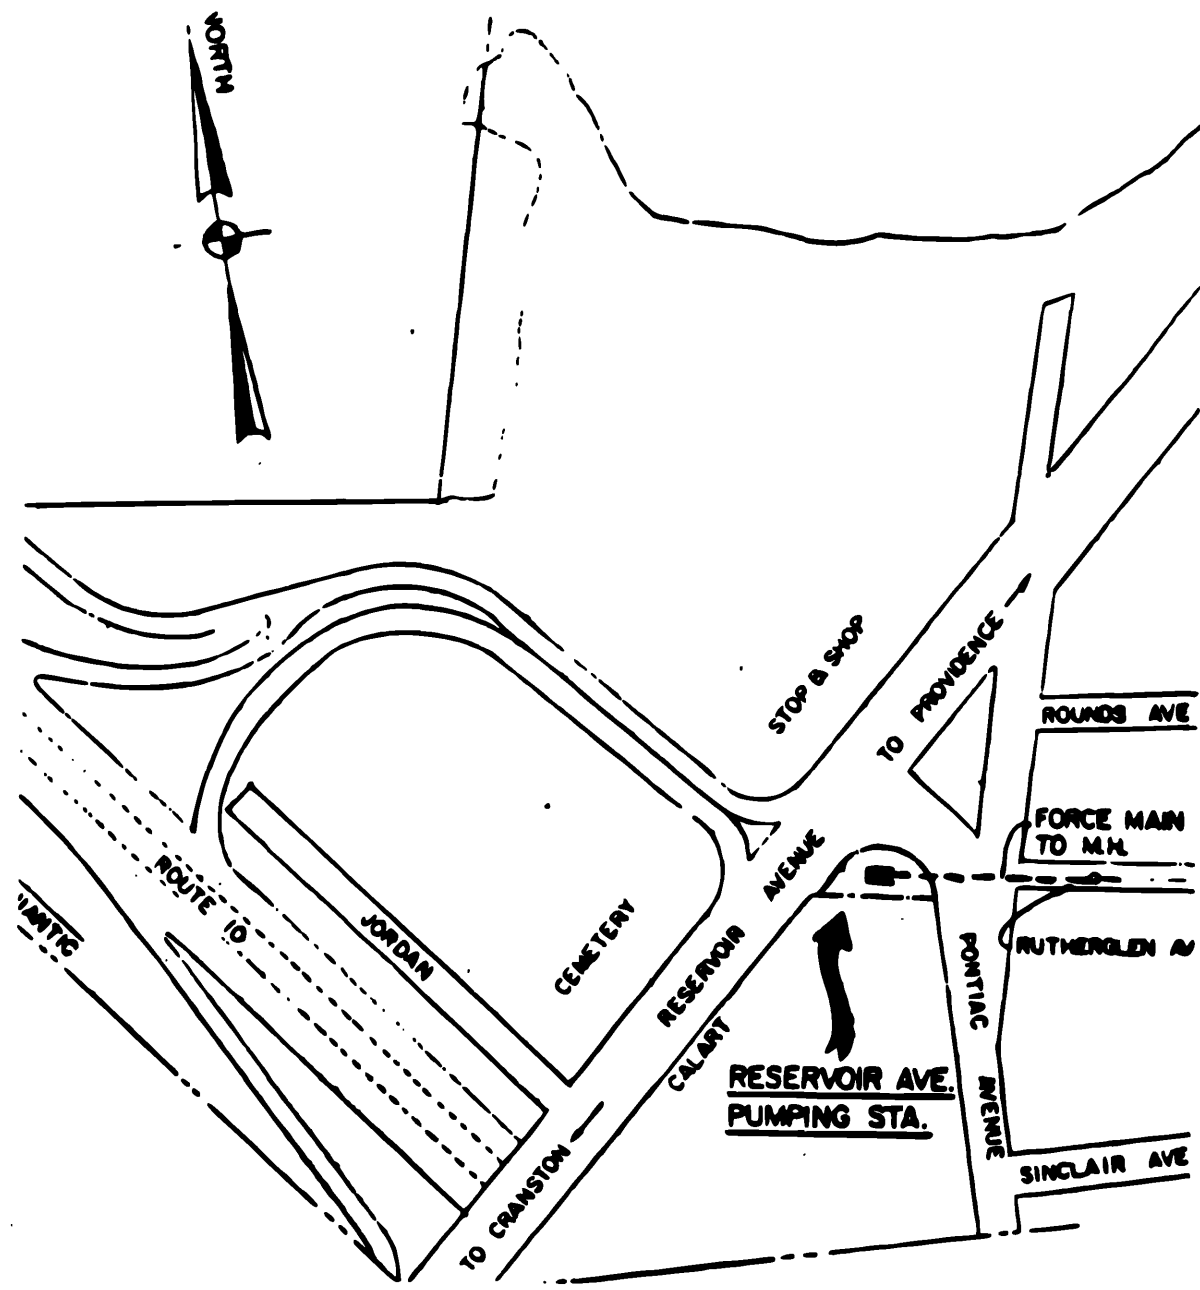 NORTH
STOP & SHOP
TO PROVIDENCE
ROUNDS AVE
FORCE MAIN
TO M.H.
ROUTE 10
JORDAN
CEMETERY
RESERVOIR AVENUE
CALART
PONTIAC AVENUE
RUTHERGLEN AV
RESERVOIR AVE.
PUMPING STA.
SINCLAIR AVE
TO CRANSTON